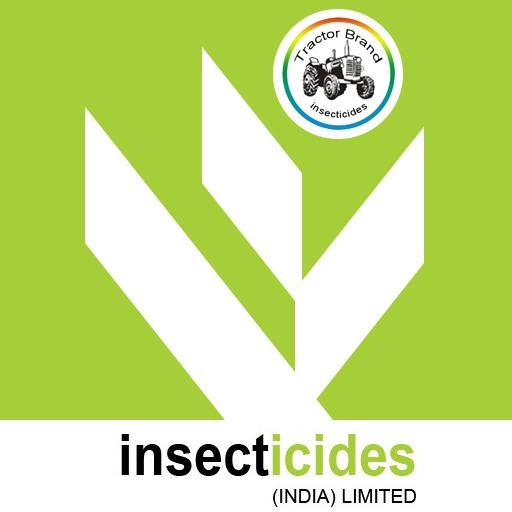 Tractor Brand
insecticides
insecticides
(INDIA) LIMITED